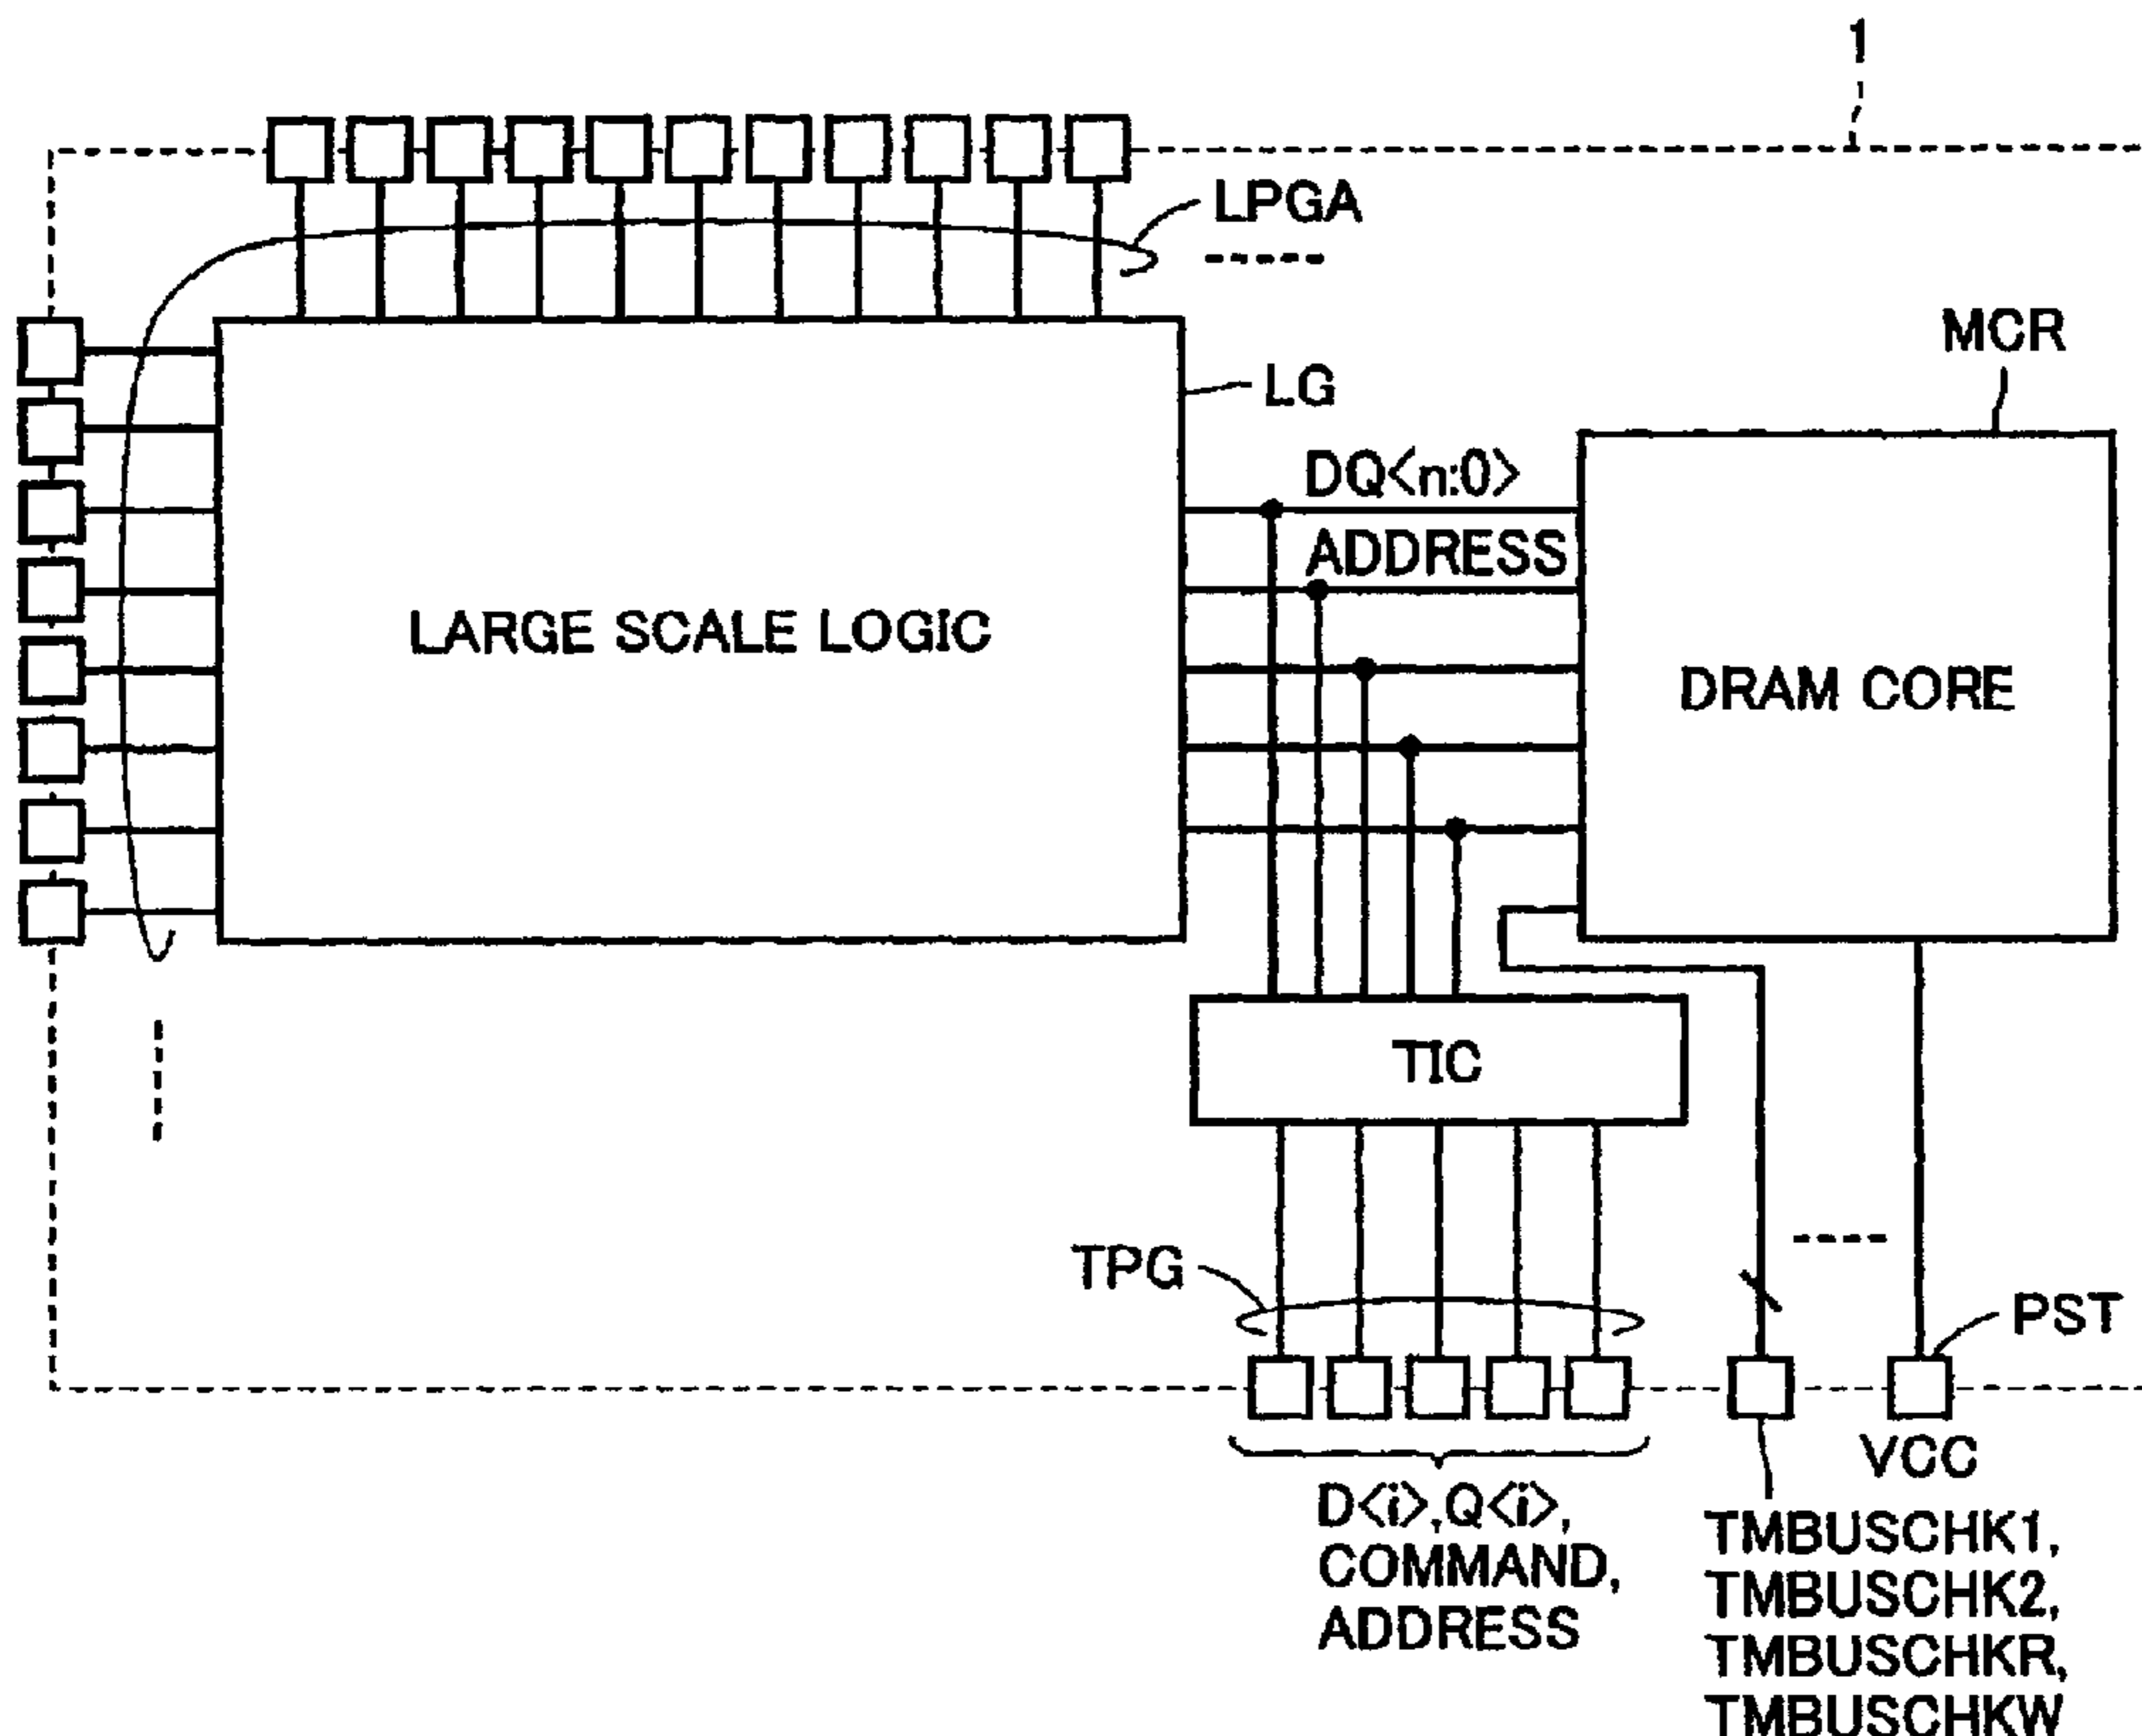 1
LPGA
MCR
LG
DQ<n:0>
ADDRESS
LARGE SCALE LOGIC
DRAM CORE
TIC
TPG
PST
VCC
D<i>,Q<i>,
COMMAND,
ADDRESS
TMBUSCHK1,
TMBUSCHK2,
TMBUSCHKR,
TMBUSCHKW